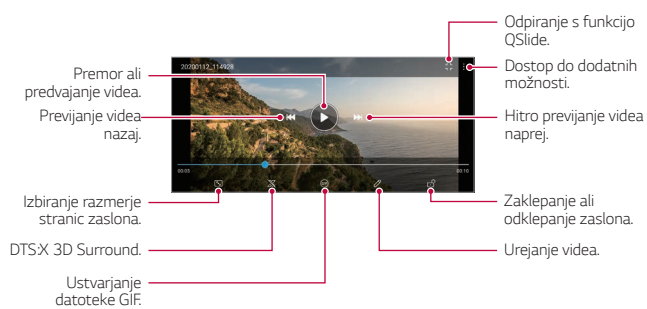 Odpiranje s funkcijo
QSlide.
Dostop do dodatnih
možnosti.
Premor ali
predvajanje videa.
Previjanje videa
nazaj.
Hitro previjanje videa
naprej.
20200112_114928
00:05
00:10
GIF
Izbiranje razmerje
stranic zaslona.
DTS:X 3D Surround.
Ustvarjanje
datoteke GIF.
Zaklepanje ali
odklepanje zaslona.
Urejanje videa.